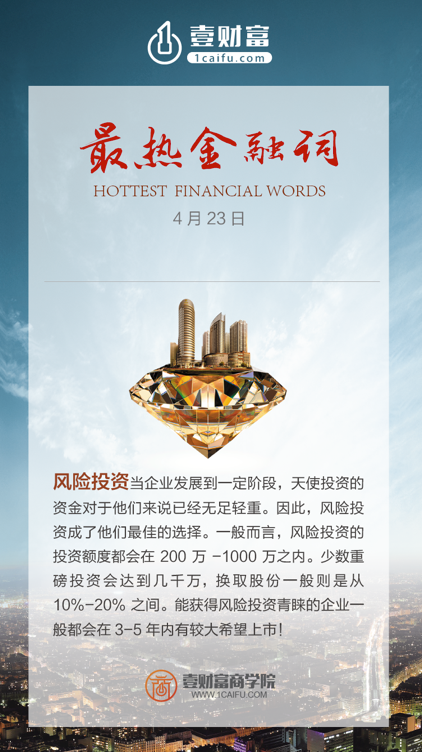 壹财富
1caifu.com
最热金融词
HOTTEST FINANCIAL WORDS
4月23日
风险投资当企业发展到一定阶段，天使投资的
资金对于他们来说已经无足轻重。因此，风险投
资成了他们最佳的选择。一般而言，风险投资的
投资额度都会在 200 万 -1000 万之内。少数重
磅投资会达到几千万，换取股份一般则是从
10%-20% 之间。能获得风险投资青睐的企业一
般都会在 3-5 年内有较大希望上市！
壹财富商学院
WWW.1CAIFU.COM